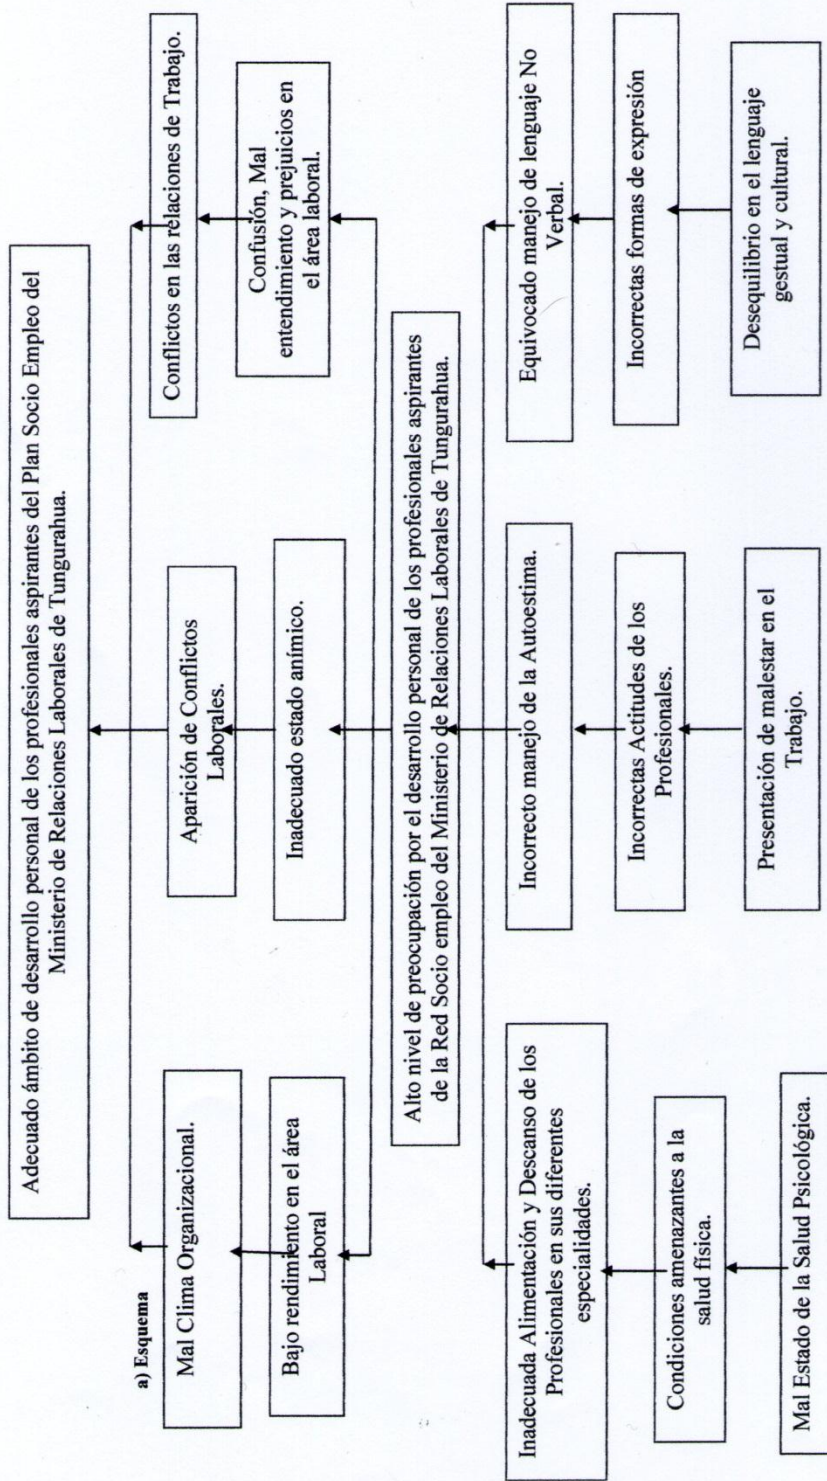 Adecuado ámbito de desarrollo personal de los profesionales aspirantes del Plan Socio Empleo del
Ministerio de Relaciones Laborales de Tungurahua.
a) Esquema
Mal Clima Organizacional.
Aparición de Conflictos
Laborales.
Conflictos en las relaciones de Trabajo.
Bajo rendimiento en el área
Laboral
Inadecuado estado anímico.
Confusión, Mal
entendimiento y prejuicios en
el área laboral.
Alto nivel de preocupación por el desarrollo personal de los profesionales aspirantes
de la Red Socio empleo del Ministerio de Relaciones Laborales de Tungurahua.
Inadecuada Alimentación y Descanso de los
Profesionales en sus diferentes
especialidades.
Incorrecto manejo de la Autoestima.
Equivocado manejo de lenguaje No
Verbal.
Condiciones amenazantes a la
salud física.
Incorrectas Actitudes de los
Profesionales.
Incorrectas formas de expresión
Mal Estado de la Salud Psicológica.
Presentación de malestar en el
Trabajo.
Desequilibrio en el lenguaje
gestual y cultural.